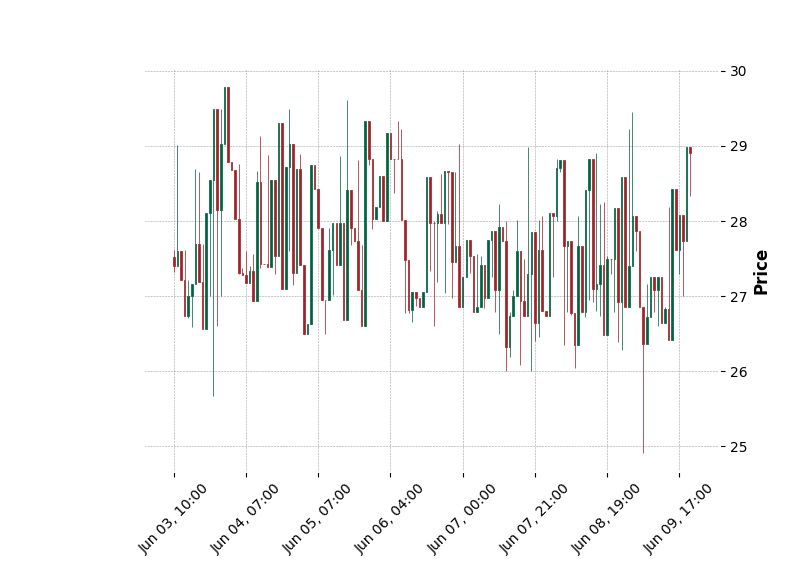 30
29
28
27
26
25
Price
Jun 03, 10:00
Jun 04, 07:00
Jun 05, 07:00
Jun 06, 04:00
Jun 07, 00:00
Jun 07, 21:00
Jun 08, 19:00
Jun 09, 17:00